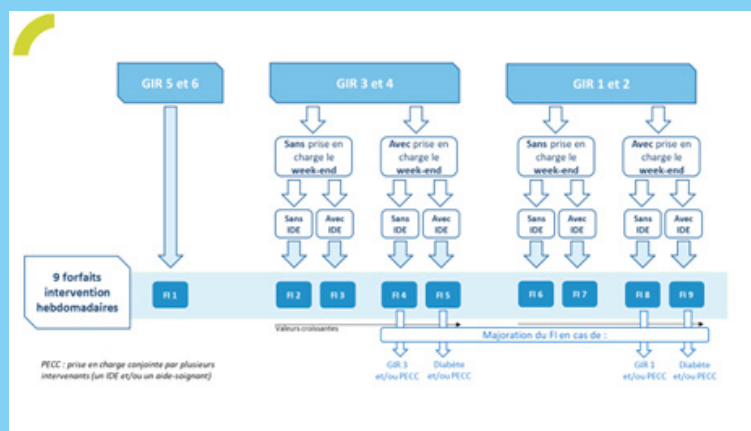 GIR 5 et 6
GIR 3 et 4
GIR 1 et 2
Sans prise en
charge le
week-end
Avec prise en
charge le
week-end
Sans prise en
charge le
week-end
Avec prise en
charge le
week-end
Sans
IDE
Avec
IDE
Sans
IDE
Avec
IDE
Sans
IDE
Avec
IDE
Sans
IDE
Avec
IDE
9 forfaits
intervention
hebdomadaires
FI 1
FI 2
FI 3
FI 4
FI 5
FI 6
FI 7
FI 8
FI 9
Valeurs croissantes
Majoration du FI en cas de :
PECC : prise en charge conjointe par plusieurs
intervenants (un IDE et/ou un aide-soignant)
GIR 3
et/ou PECC
Diabète
et/ou PECC
GIR 1
et/ou PECC
Diabète
et/ou PECC